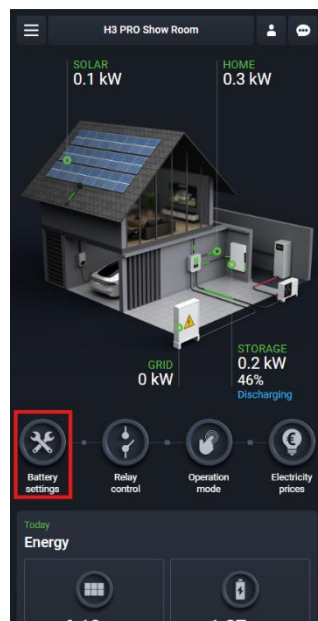 H3 PRO Show Room
SOLAR
0.1 kW
HOME
0.3 kW
GRID
0 kW
STORAGE
0.2 kW
46%
Discharging
Battery
settings
Relay
control
Operation
mode
Electricity
prices
Today
Energy